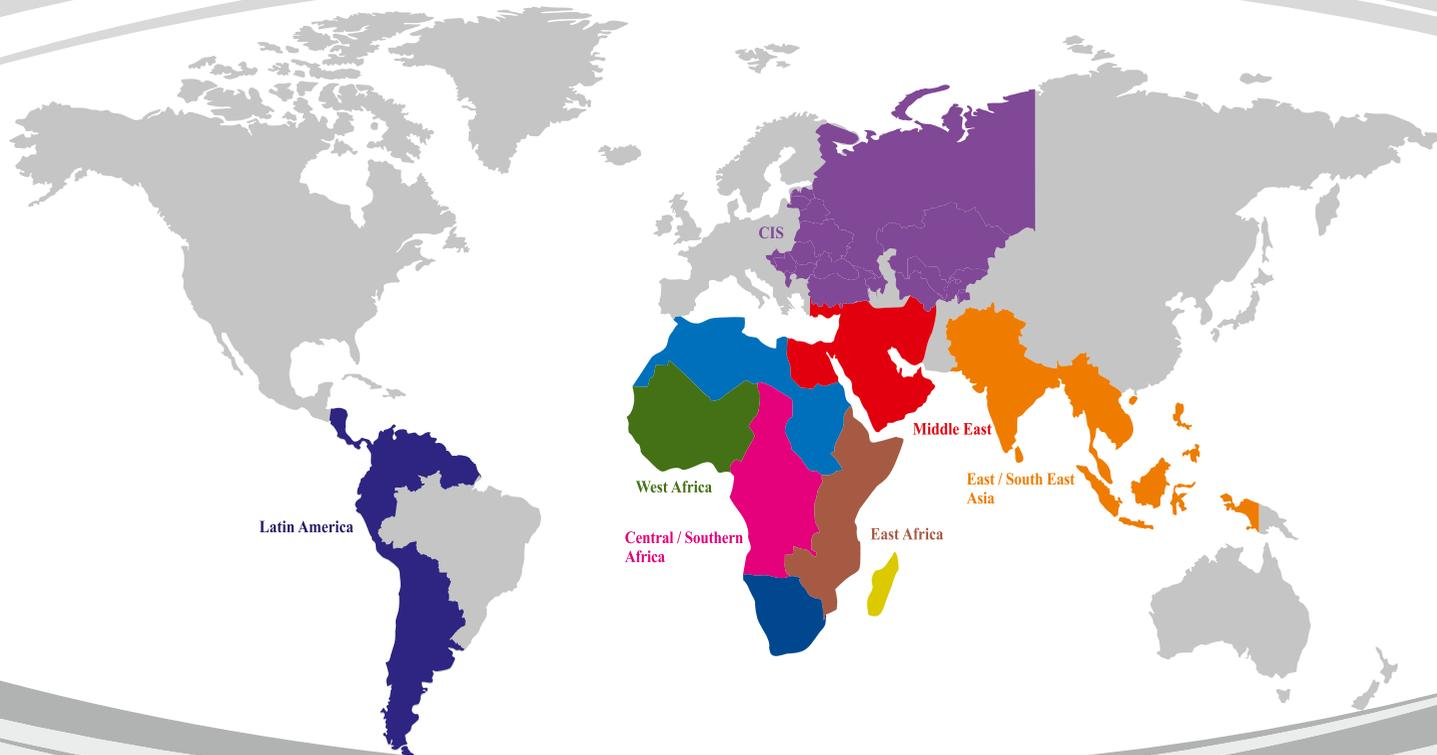 CIS
Middle East
East / South East
Asia
West Africa
Latin America
Central / Southern
Africa
East Africa